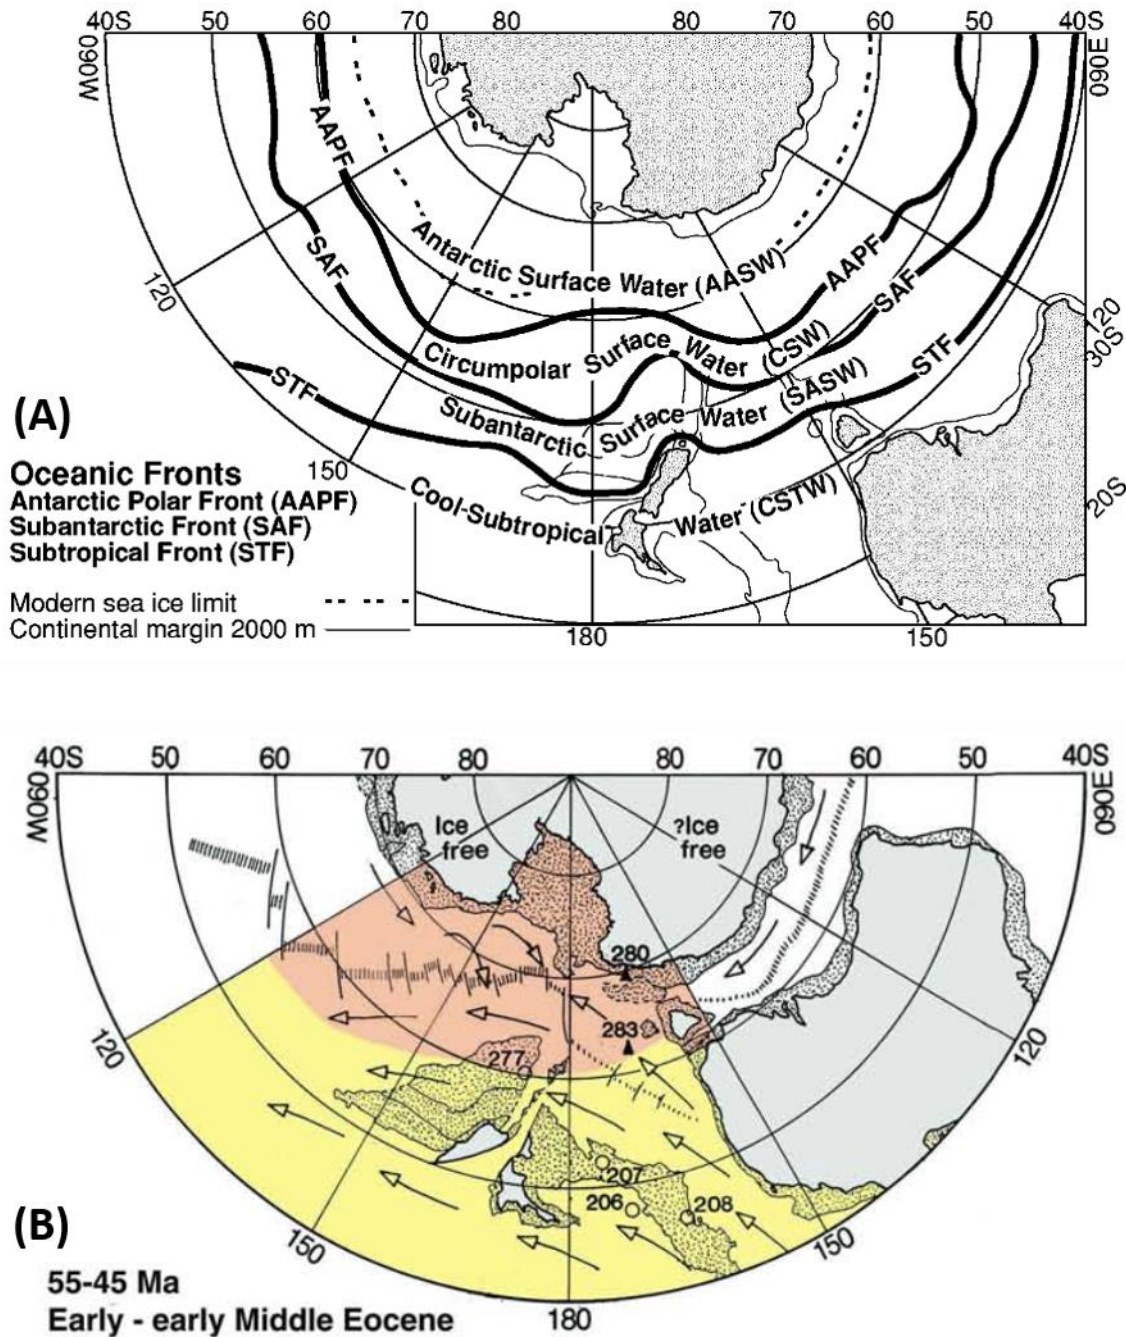 40S 50 60 70 80 80 70 60 50 40S
090W
090E
AAPF
SAF
Antarctic Surface Water (AASW)
AAPF
SAF
120
120
30S
Circumpolar Surface Water (CSW)
STF
STF
Subantarctic Surface Water (SASW)
(A)
150
Oceanic Fronts
Antarctic Polar Front (AAPF)
Subantarctic Front (SAF)
Subtropical Front (STF)
Cool-Subtropical Water (CSTW)
20S
Modern sea ice limit
Continental margin 2000 m
180
150
40S 50 60 70 80 80 70 60 50 40S
090W
090E
Ice
free
?Ice
free
280
283
277
120
120
207
206
208
(B)
150
150
55-45 Ma
Early - early Middle Eocene
180